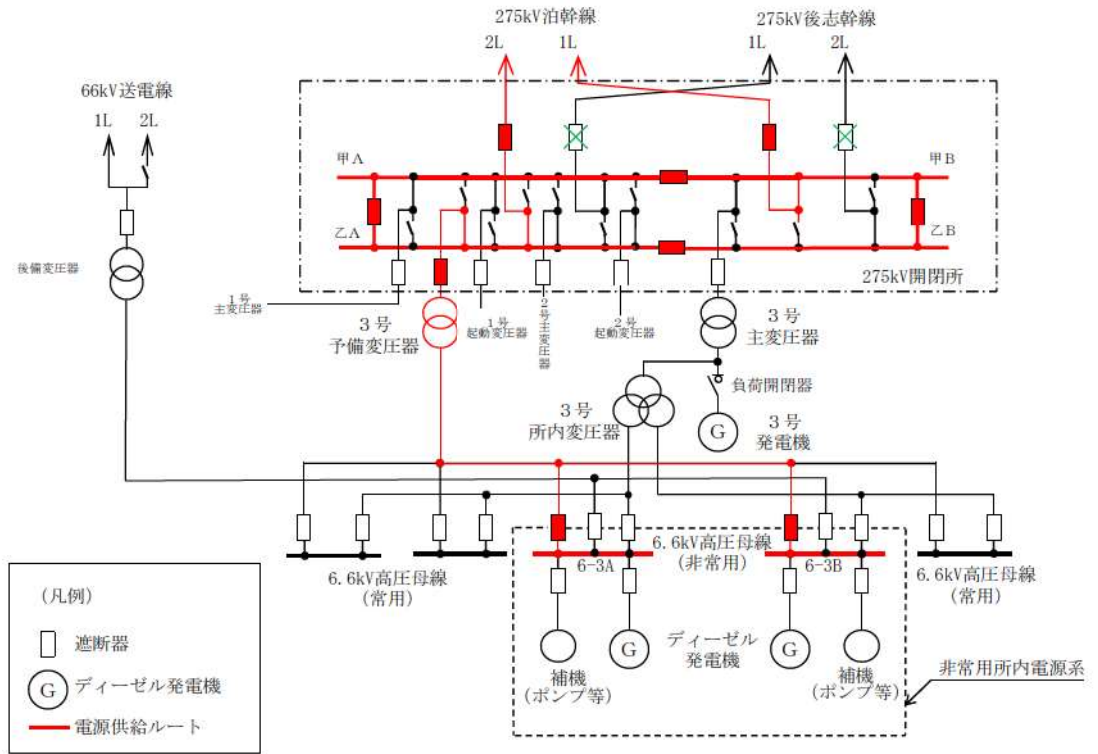 275kV泊幹線
275kV後志幹線
2L
1L
1L
2L
66kV送電線
1L
2L
甲A
甲B
乙A
乙B
275kV開閉所
後備変圧器
1号
主変圧器
3号
予備変圧器
1号
起動変圧器
2号主変圧器
2号
起動変圧器
3号
主変圧器
負荷開閉器
3号
所内変圧器
G
3号
発電機
6.6kV高圧母線
(常用)
6-3A
6.6kV高圧母線
(非常用)
6-3B
6.6kV高圧母線
(常用)
G
ディーゼル
発電機
G
補機
(ポンプ等)
補機
(ポンプ等)
非常用所内電源系
(凡例)
遮断器
G
ディーゼル発電機
電源供給ルート